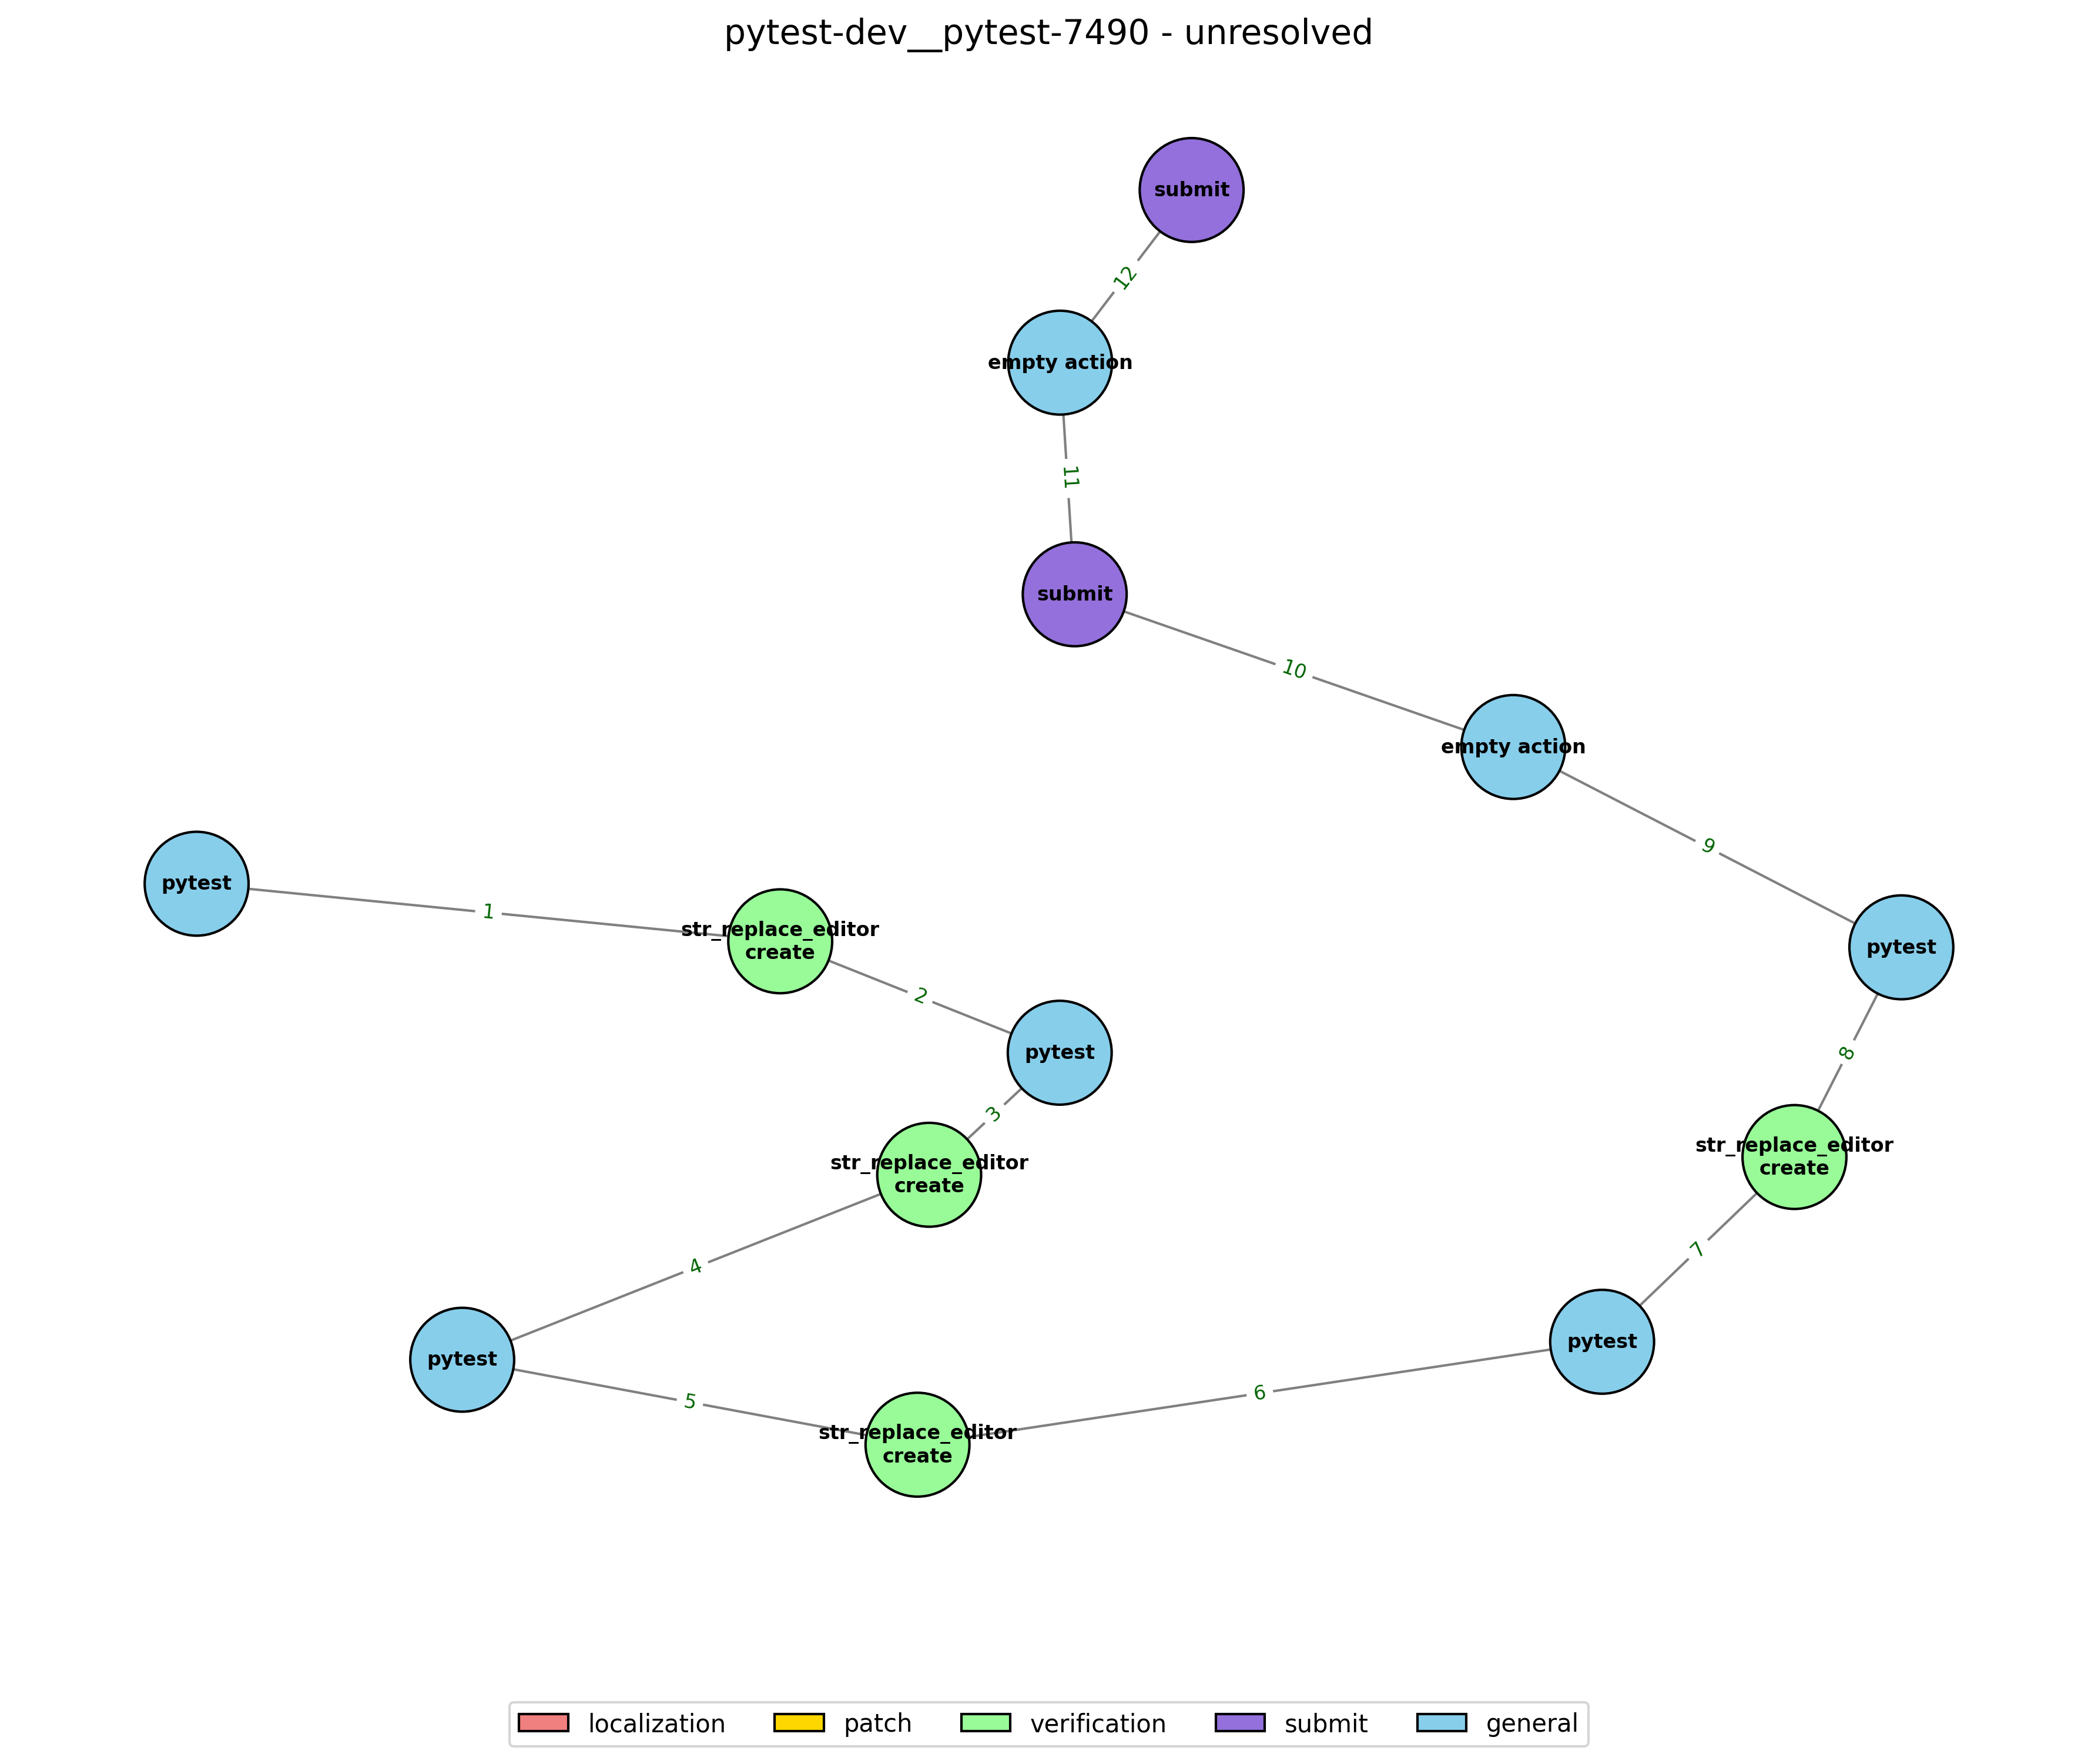 pytest-dev__pytest-7490 - unresolved
submit
12
empty action
11
submit
10
empty action
9
pytest
1
str_replace_editor
create
pytest
2
pytest
3
8
str_replace_editor
create
str_replace_editor
create
4
7
pytest
pytest
5
6
str_replace_editor
create
localization
patch
verification
submit
general